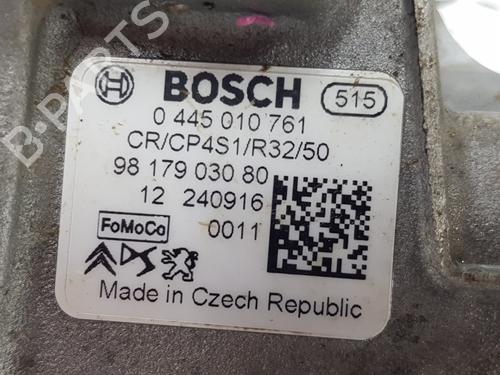 BOSCH 515
0 445 010 761
CR/CP4S1/R32/50
98 179 030 80
12 240916
FoMoCo 0011
DS
Made in Czech Republic
B-PARTS